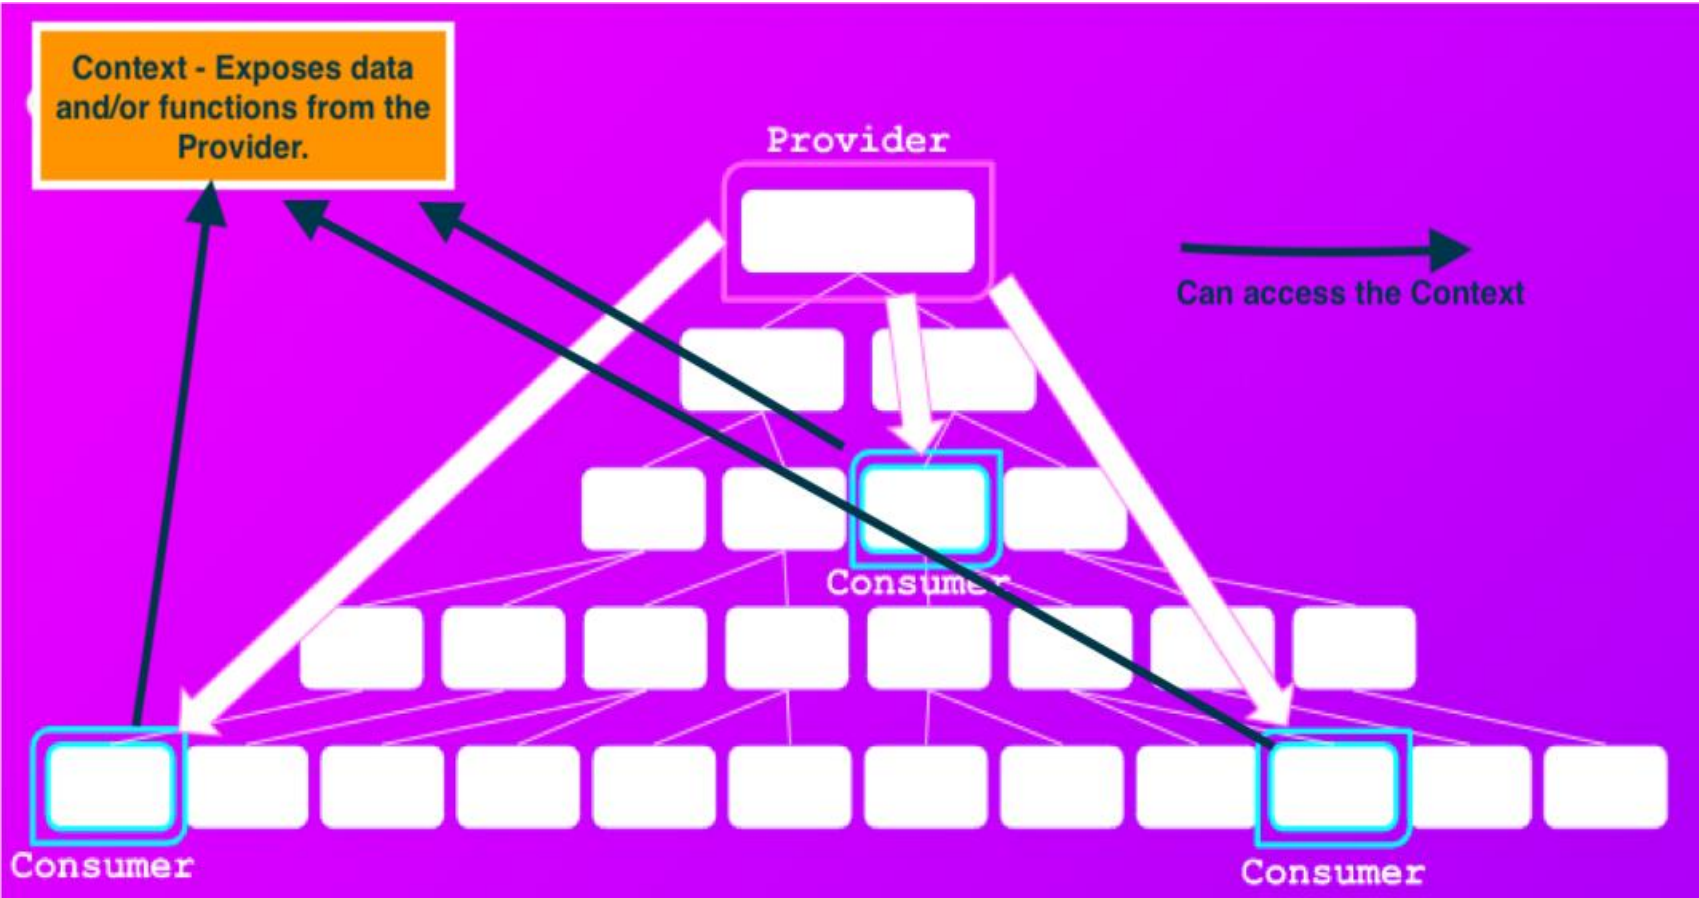 Context - Exposes data
and/or functions from the
Provider.
Provider
Can access the Context
Consumer
Consumer
Consumer